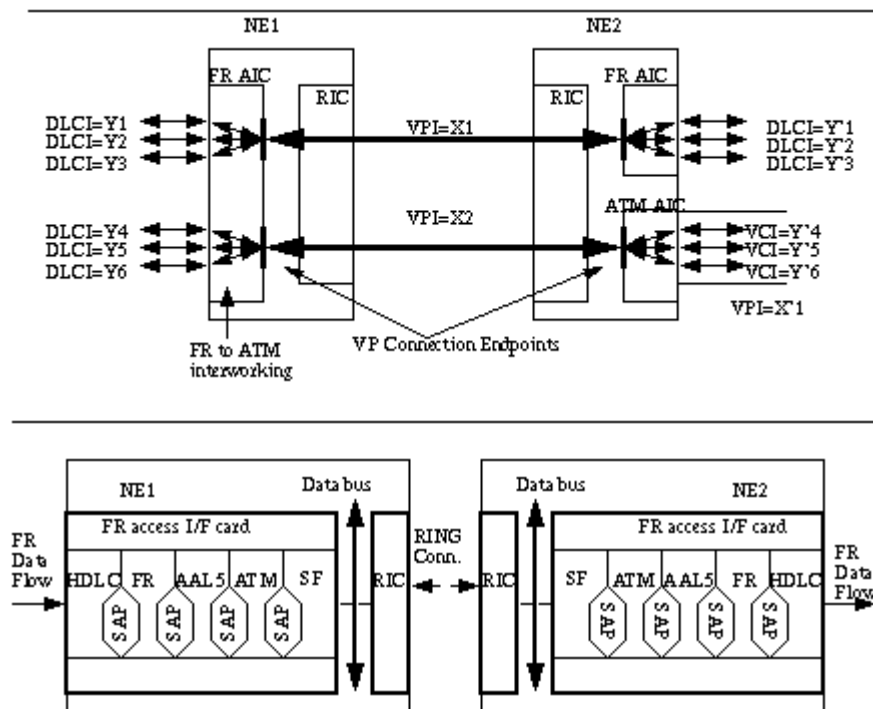 NE1
NE2
FR AIC
FR AIC
RIC
RIC
DLCI=Y1
DLCI=Y2
DLCI=Y3
VPI=X1
DLCI=Y`1
DLCI=Y`2
DLCI=Y`3
ATM AIC
DLCI=Y4
DLCI=Y5
DLCI=Y6
VPI=X2
VCI=Y`4
VCI=Y`5
VCI=Y`6
VPI=X`1
FR to ATM
interworking
VP Connection Endpoints
NE1
Data bus
Data bus
NE2
FR access I/F card
RING
Conn.
FR access I/F card
FR
Data
Flow
HDLC
FR
AAL5
ATM
SF
RIC
RIC
SF
ATM
AAL5
FR
HDLC
FR
Data
Flow
SAP
SAP
SAP
SAP
SAP
SAP
SAP
SAP